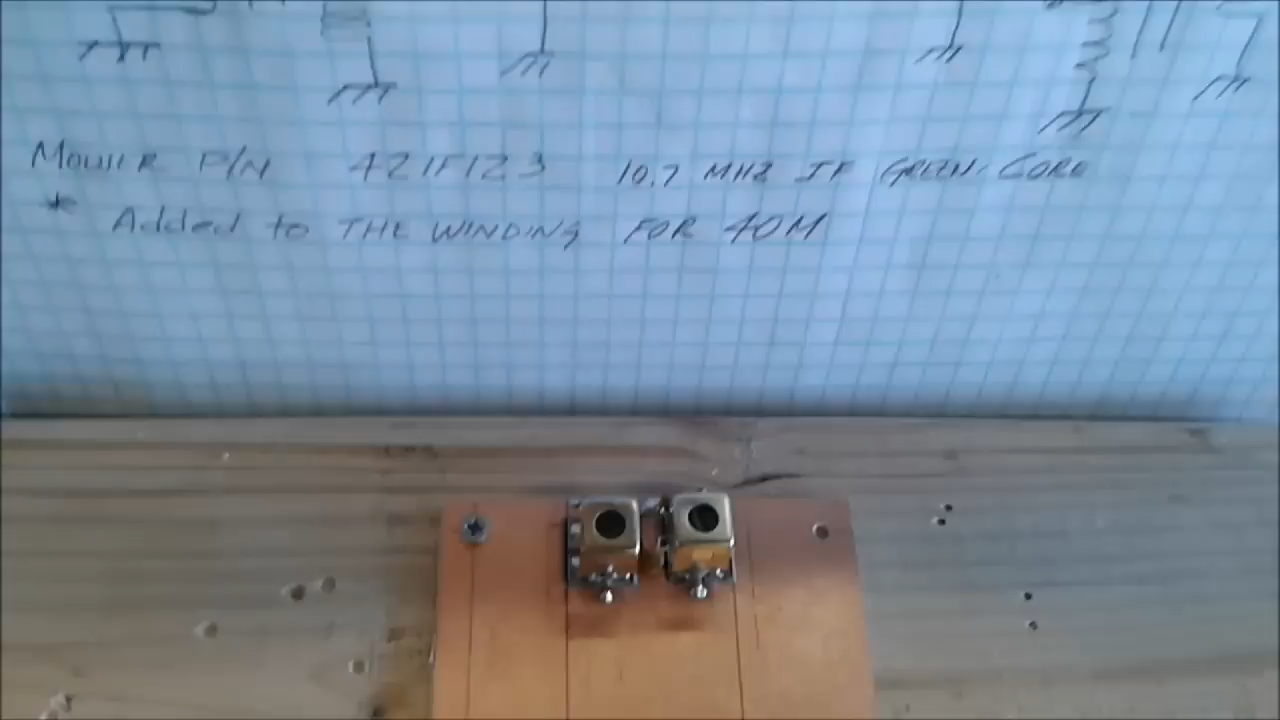 Mouser P/N 421F123 10.7 MHz IF GREEN CORE
* Added to THE WINDING FOR 40M